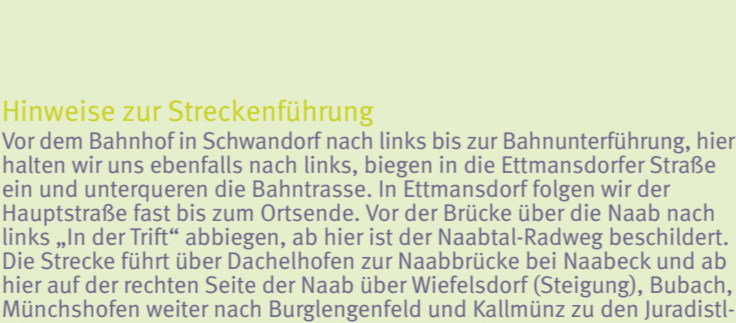 Hinweise zur Streckenführung
Vor dem Bahnhof in Schwandorf nach links bis zur Bahnunterführung, hier
halten wir uns ebenfalls nach links, biegen in die Ettmansdorfer Straße
ein und unterqueren die Bahntrasse. In Ettmansdorf folgen wir der
Hauptstraße fast bis zum Ortsende. Vor der Brücke über die Naab nach
links „In der Trift“ abbiegen, ab hier ist der Naabtal-Radweg beschildert.
Die Strecke führt über Dachelhofen zur Naabbrücke bei Naabeck und ab
hier auf der rechten Seite der Naab über Wiefelsdorf (Steigung), Bubach,
Münchshofen weiter nach Burglengenfeld und Kallmünz zu den Juradistl-